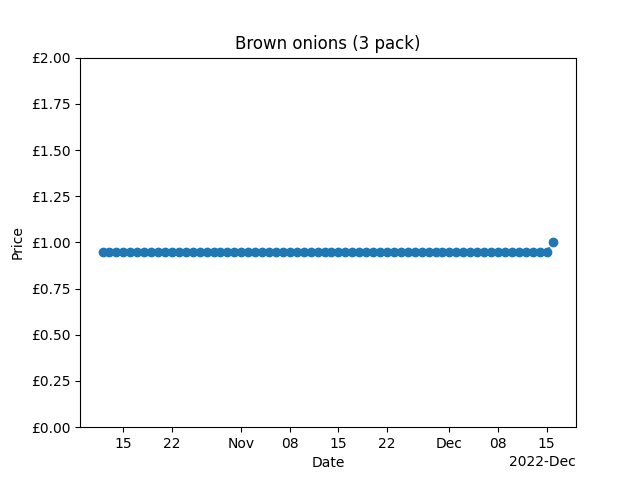 Brown onions (3 pack)
£2.00
£1.75
£1.50
£1.25
£1.00
£0.75
£0.50
£0.25
£0.00
Price
15 22 Nov 08 15 22 Dec 08 15
Date
2022-Dec